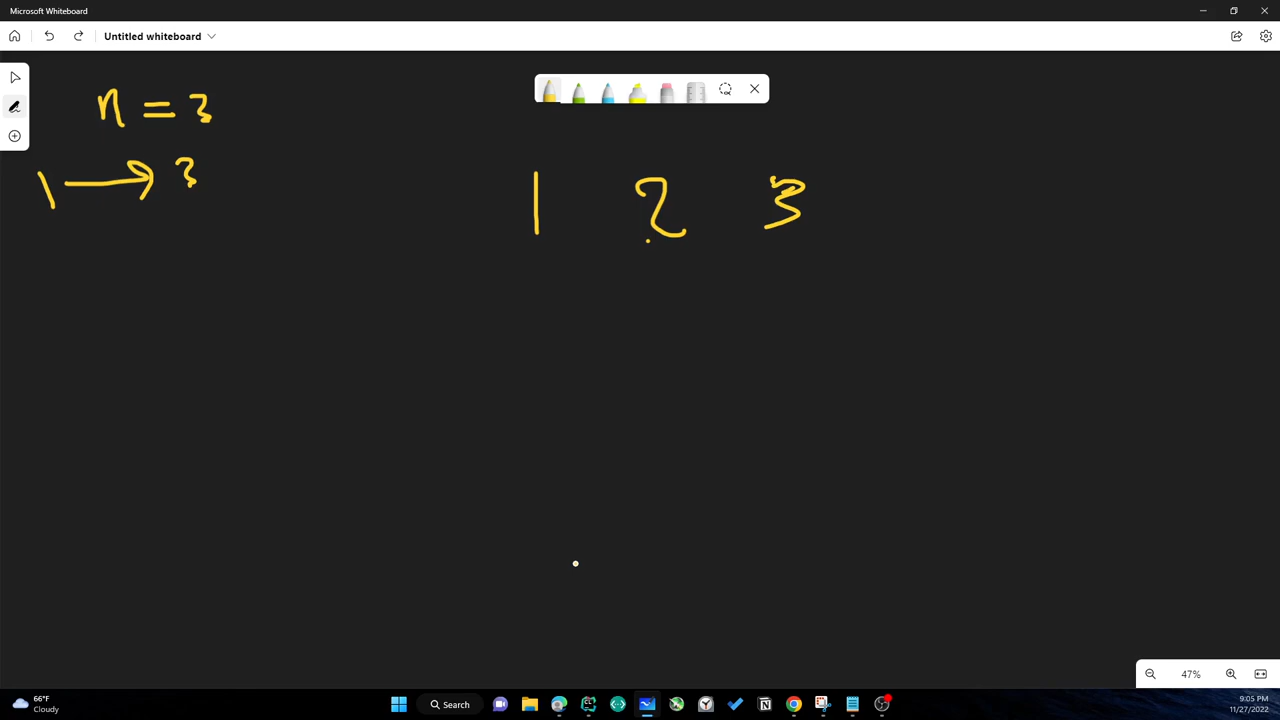 Microsoft Whiteboard
Untitled whiteboard
n = 3
1 → 3
1 2 3
47%
66°F
Cloudy
Search
9:05 PM
11/27/2022